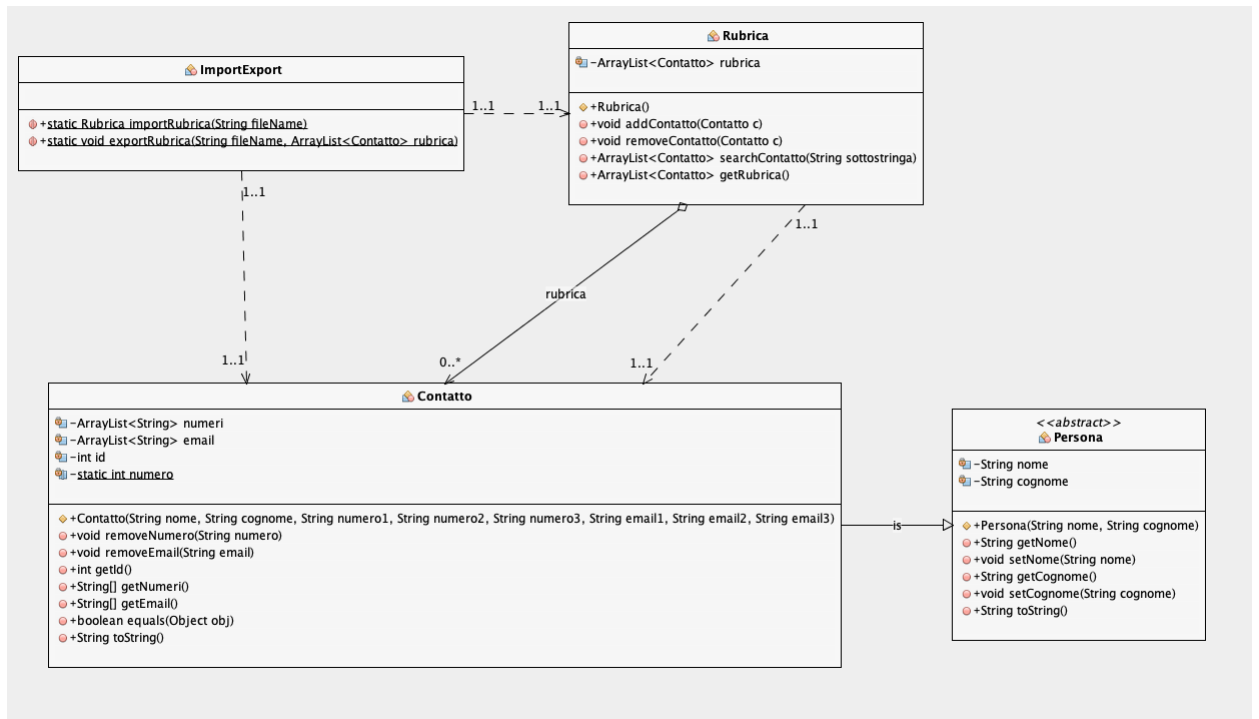 ImportExport
+static Rubrica importRubrica(String fileName)
+static void exportRubrica(String fileName, ArrayList<Contatto> rubrica)
Rubrica
-ArrayList<Contatto> rubrica
+Rubrica()
+void addContatto(Contatto c)
+void removeContatto(Contatto c)
+ArrayList<Contatto> searchContatto(String sottostringa)
+ArrayList<Contatto> getRubrica()
1..1
1..1
1..1
1..1
rubrica
1..1
0..*
1..1
Contatto
-ArrayList<String> numeri
-ArrayList<String> email
-int id
-static int numero
+Contatto(String nome, String cognome, String numero1, String numero2, String numero3, String email1, String email2, String email3)
+void removeNumero(String numero)
+void removeEmail(String email)
+int getId()
+String[] getNumeri()
+String[] getEmail()
+boolean equals(Object obj)
+String toString()
is
<<abstract>>
Persona
-String nome
-String cognome
+Persona(String nome, String cognome)
+String getNome()
+void setNome(String nome)
+String getCognome()
+void setCognome(String cognome)
+String toString()